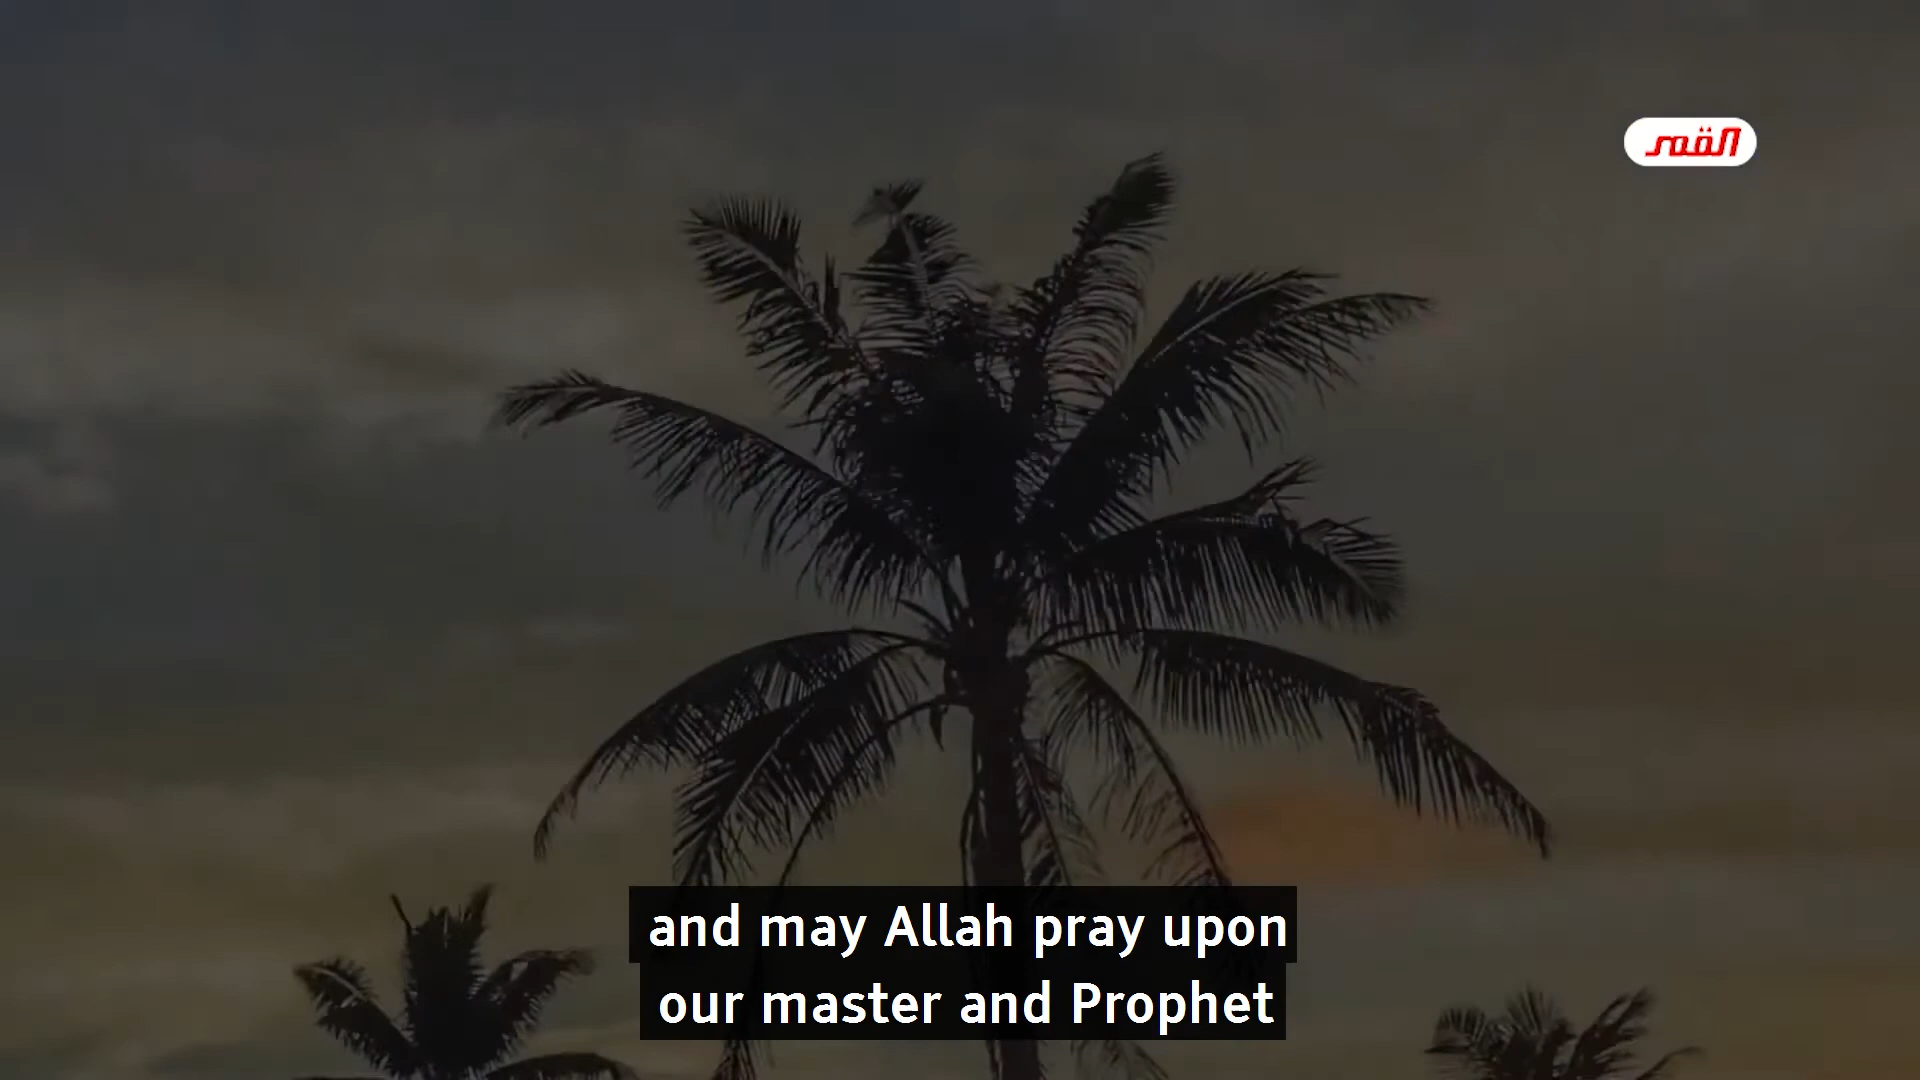 القمر
and may Allah pray upon
our master and Prophet